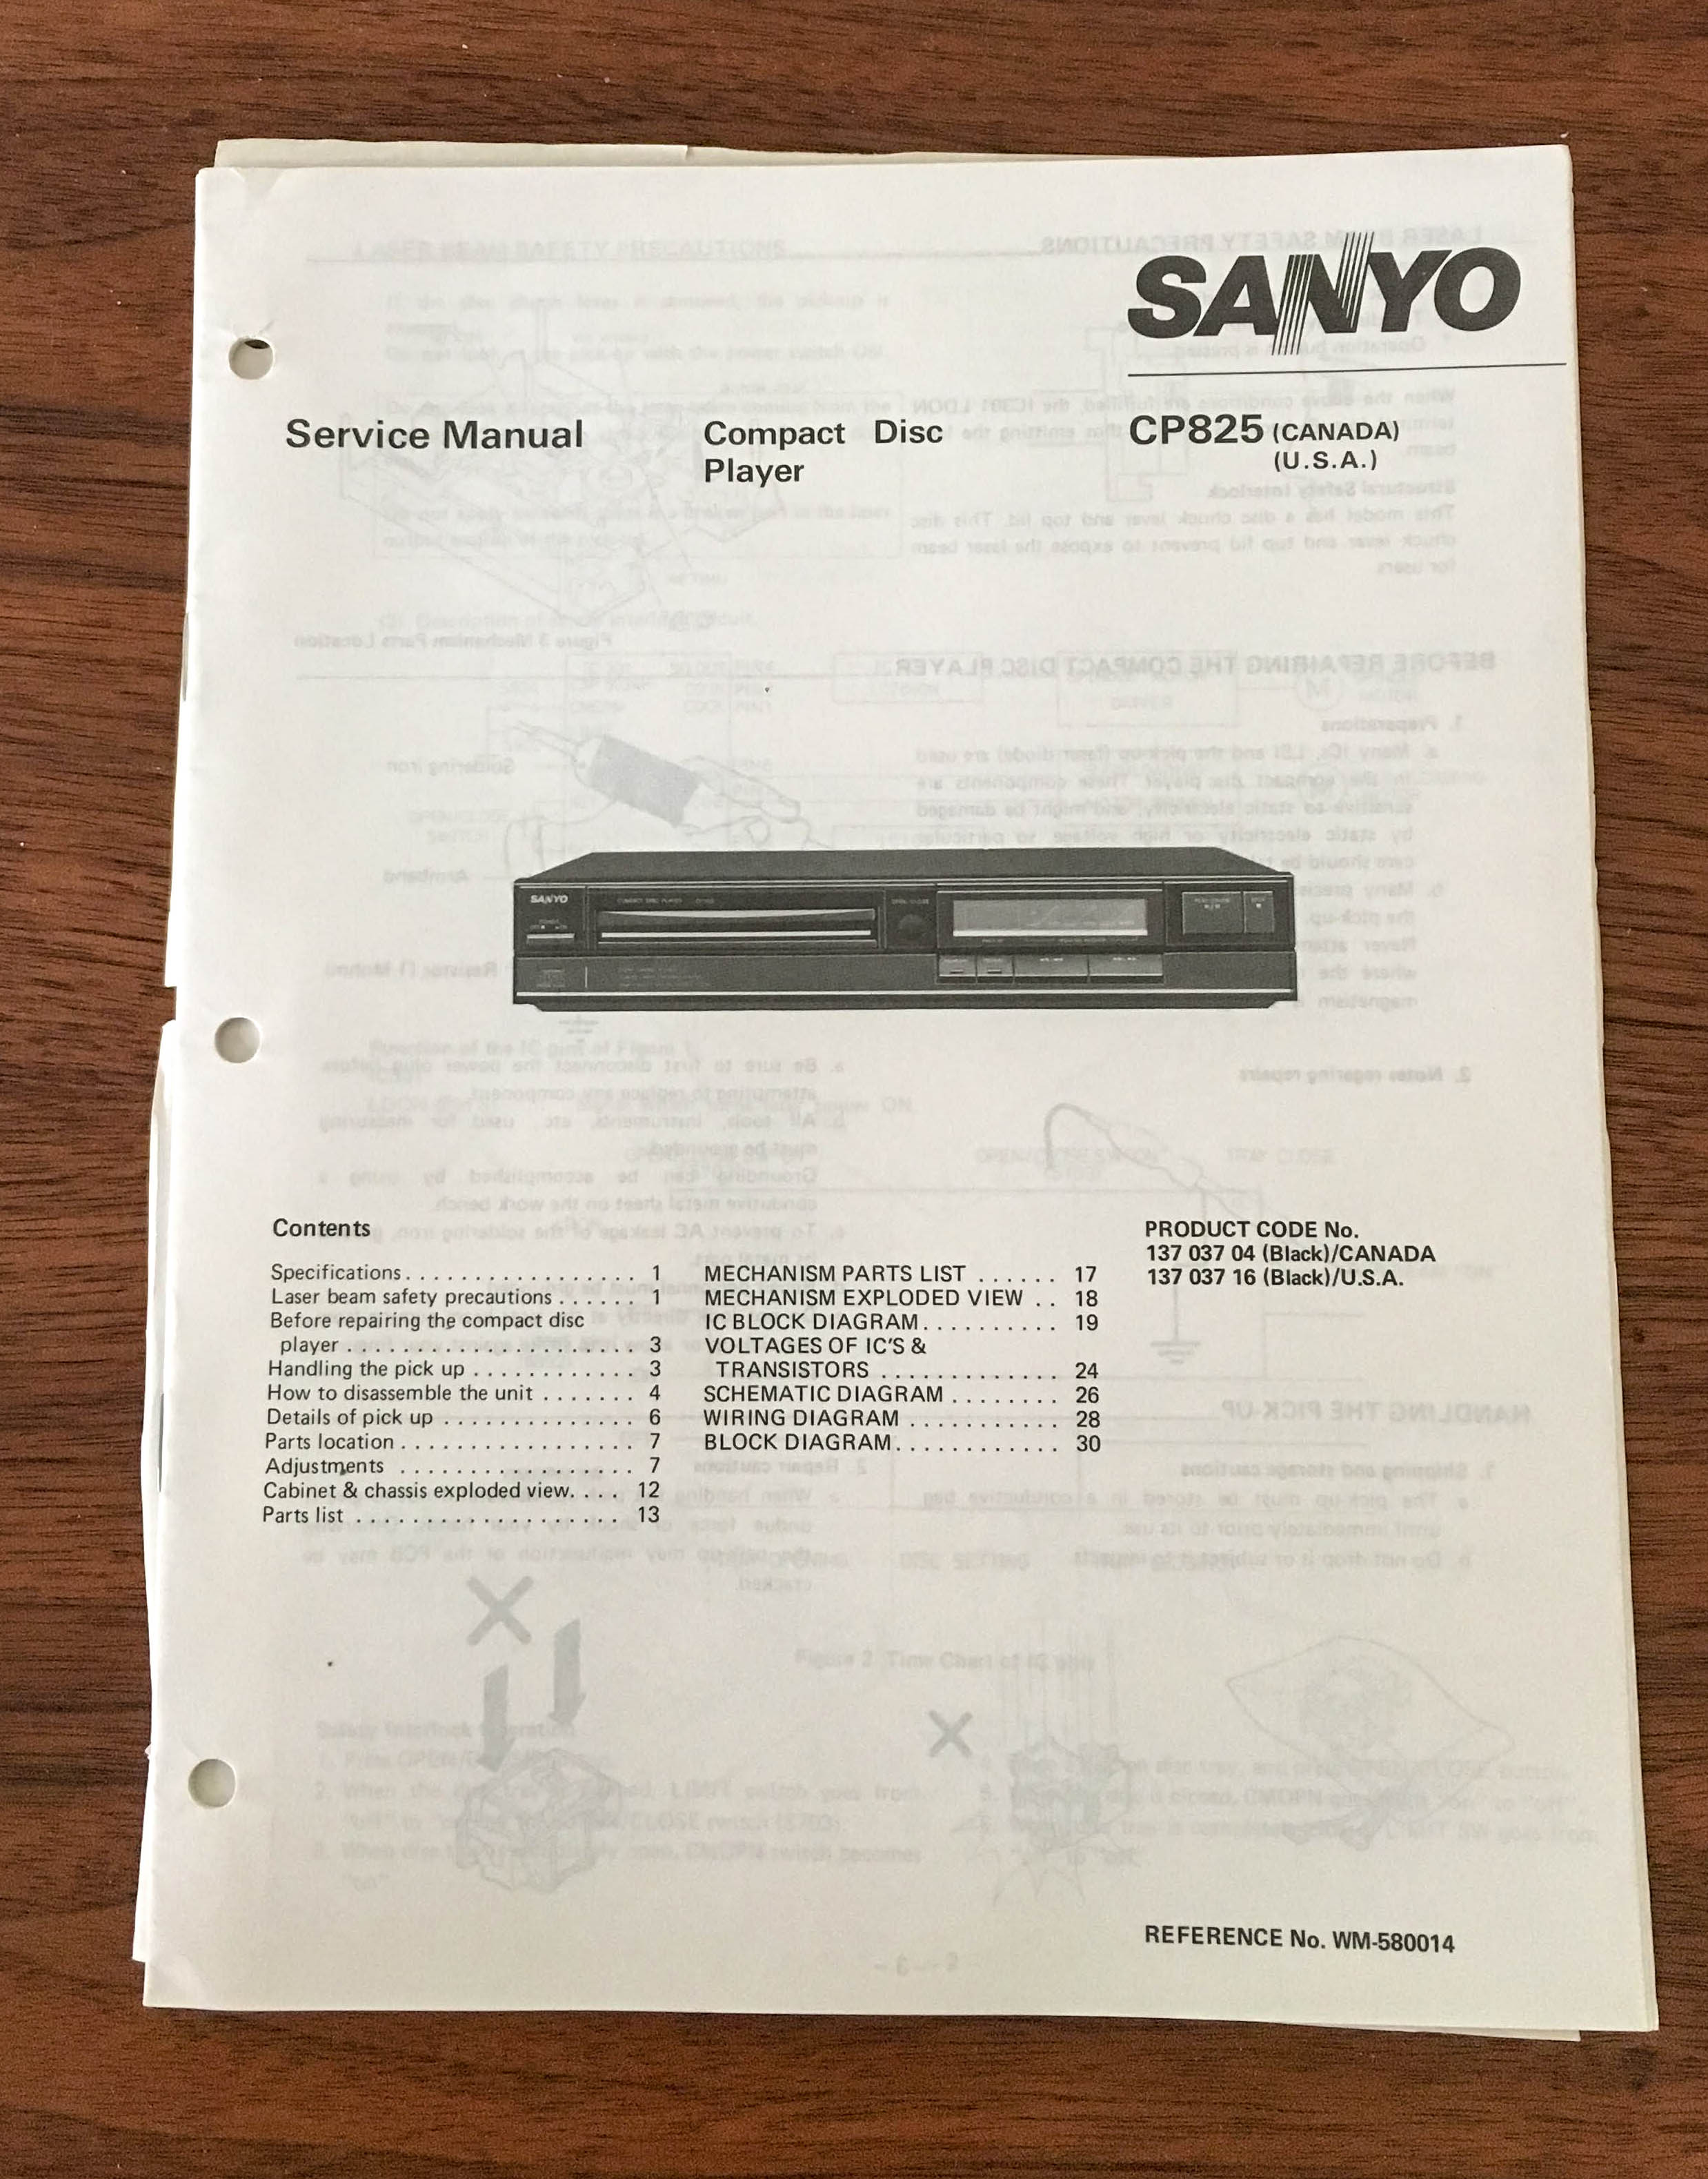 SANYO
Service Manual
Compact Disc
Player
CP825 (CANADA)
(U.S.A.)
SANYO
Contents
Specifications................. 1
Laser beam safety precautions ...... 1
Before repairing the compact disc
player ..................... 3
Handling the pick up ............ 3
How to disassemble the unit ....... 4
Details of pick up .............. 6
Parts location................. 7
Adjustments ................. 7
Cabinet & chassis exploded view.... 12
Parts list ................... 13
MECHANISM PARTS LIST ...... 17
MECHANISM EXPLODED VIEW .. 18
IC BLOCK DIAGRAM.......... 19
VOLTAGES OF IC'S &
TRANSISTORS ............. 24
SCHEMATIC DIAGRAM ........ 26
WIRING DIAGRAM ........... 28
BLOCK DIAGRAM............ 30
PRODUCT CODE No.
137 037 04 (Black)/CANADA
137 037 16 (Black)/U.S.A.
REFERENCE No. WM-580014